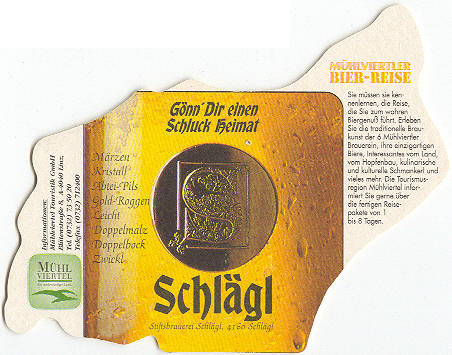 MÜHLVIERTLER
BIER-REISE
Sie müssen sie ken-
nenlernen, die Reise,
die Sie zum wahren
Biergenuß führt. Erleben
Sie die traditionelle Brau-
kunst der 6 Mühlviertler
Brauerein, ihre einzigartigen
Biere, Interessantes vom Land,
vom Hopfenbau, kulinarische
und kulturelle Schmankerl und
vieles mehr. Die Tourismus-
region Mühlviertel infor-
miert Sie gerne über
die fertigen Reise-
pakete von 1
bis 8 Tagen.
Gönn' Dir einen
Schluck Heimat
Märzen
Kristall
Abtei-Pils
Gold-Roggen
Leicht
Doppelmalz
Doppelbock
Zwickl
S
Schlägl
Stiftsbrauerei Schlägl, 4160 Schlägl
Information:
Mühlviertel Touristik GmbH
Blütenstraße 8, A-4040 Linz,
Tel (0732) 73 50 20
Telefax (0732) 712400
MÜHL
VIERTEL